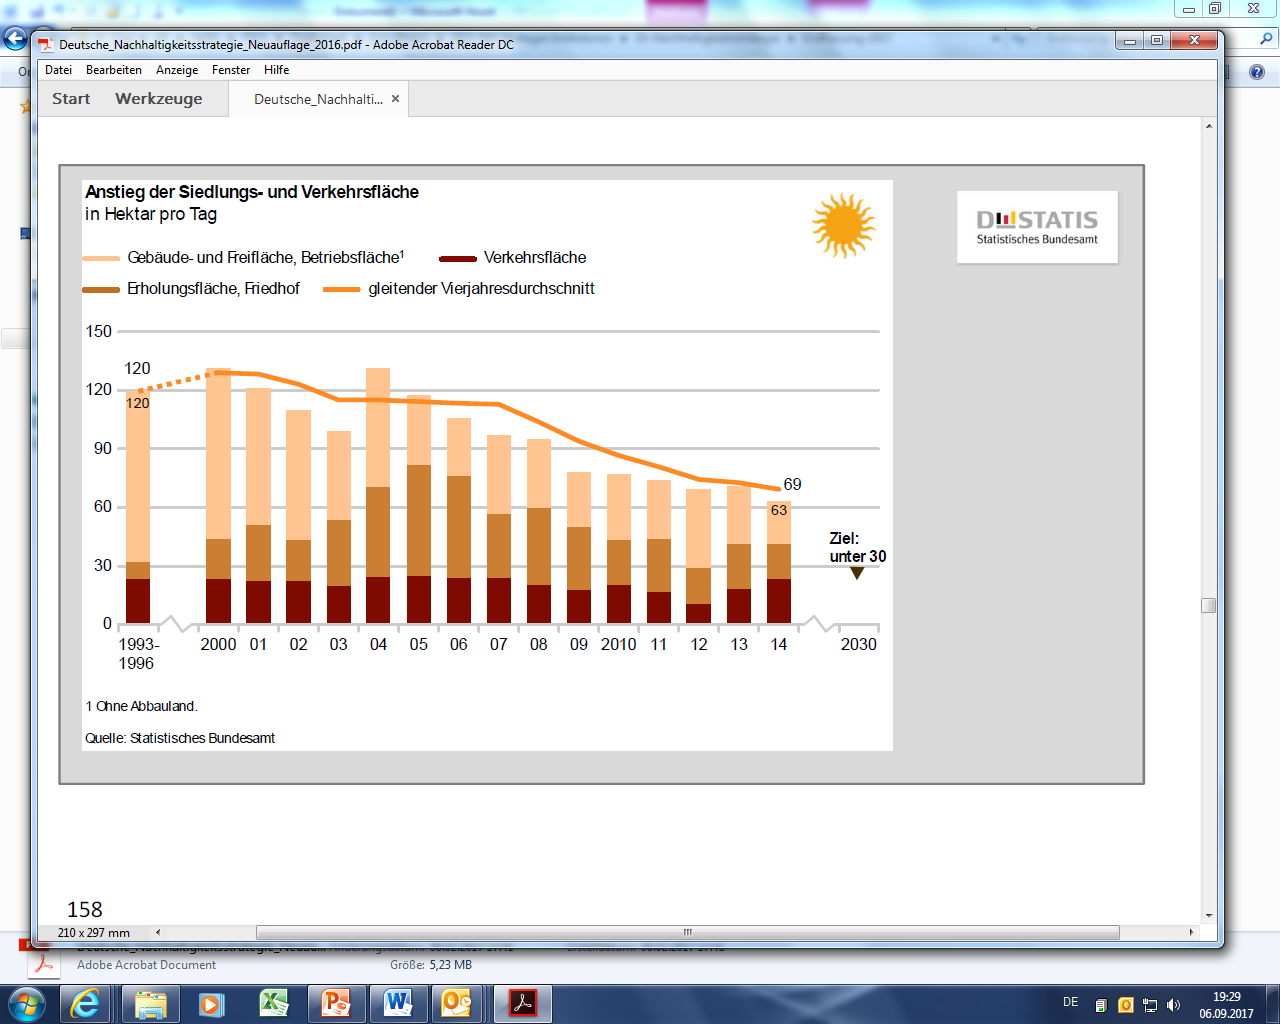 Deutsche_Nachhaltigkeitsstrategie_Neuauflage_2016.pdf - Adobe Acrobat Reader DC
Datei Bearbeiten Anzeige Fenster Hilfe
Start Werkzeuge Deutsche_Nachhalti... ×
Anstieg der Siedlungs- und Verkehrsfläche
in Hektar pro Tag
DESTATIS
Statistisches Bundesamt
Gebäude- und Freifläche, Betriebsfläche1 Verkehrsfläche
Erholungsfläche, Friedhof gleitender Vierjahresdurchschnitt
150
120
120
120
90
69
60
63
Ziel:
unter 30
30
0
1993-
1996
2000 01 02 03 04 05 06 07 08 09 2010 11 12 13 14 2030
1 Ohne Abbauland.
Quelle: Statistisches Bundesamt
158
210 x 297 mm
Adobe Acrobat Document Größe: 5,23 MB
DE
19:29
06.09.2017